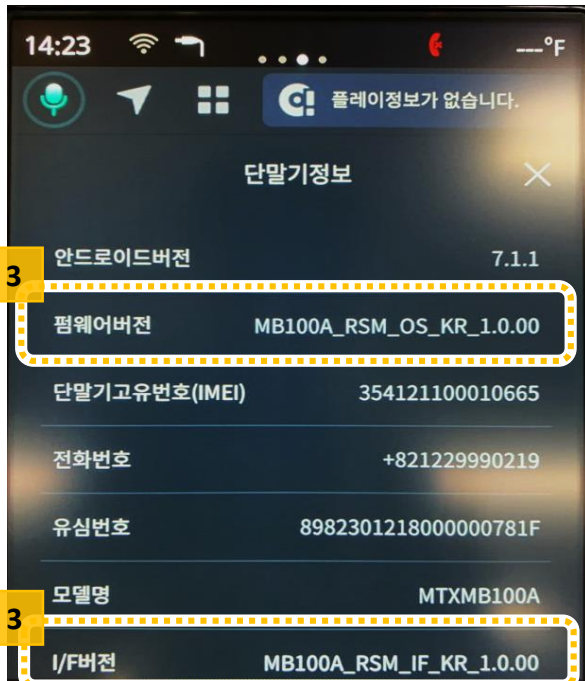 14:23
---°F
플레이정보가 없습니다.
단말기정보
안드로이드버전 7.1.1
3
펌웨어버전 MB100A_RSM_OS_KR_1.0.00
단말기고유번호(IMEI) 354121100010665
전화번호 +821229990219
유심번호 8982301218000000781F
모델명 MTXMB100A
3
I/F버전 MB100A_RSM_IF_KR_1.0.00